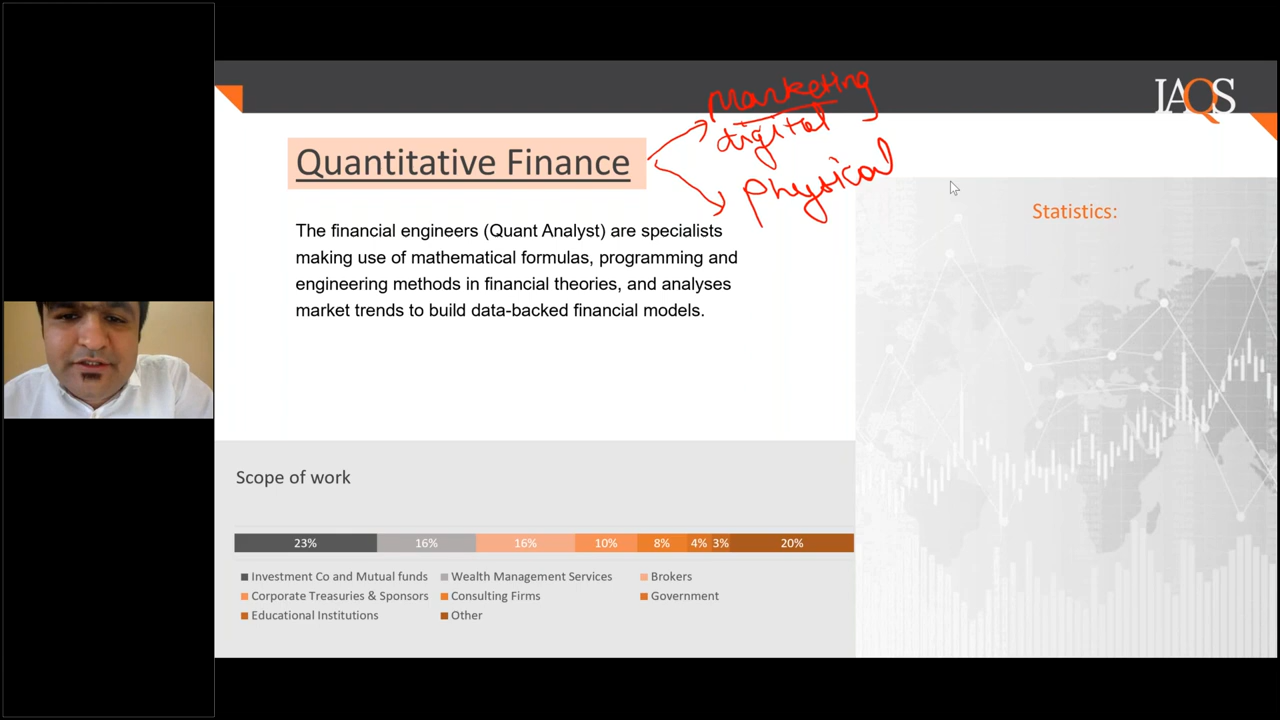 IAQS
Marketing
digital
Physical
Quantitative Finance
The financial engineers (Quant Analyst) are specialists
making use of mathematical formulas, programming and
engineering methods in financial theories, and analyses
market trends to build data-backed financial models.
Statistics:
Scope of work
23% 16% 16% 10% 8% 4% 3% 20%
Investment Co and Mutual funds Wealth Management Services Brokers
Corporate Treasuries & Sponsors Consulting Firms Government
Educational Institutions Other